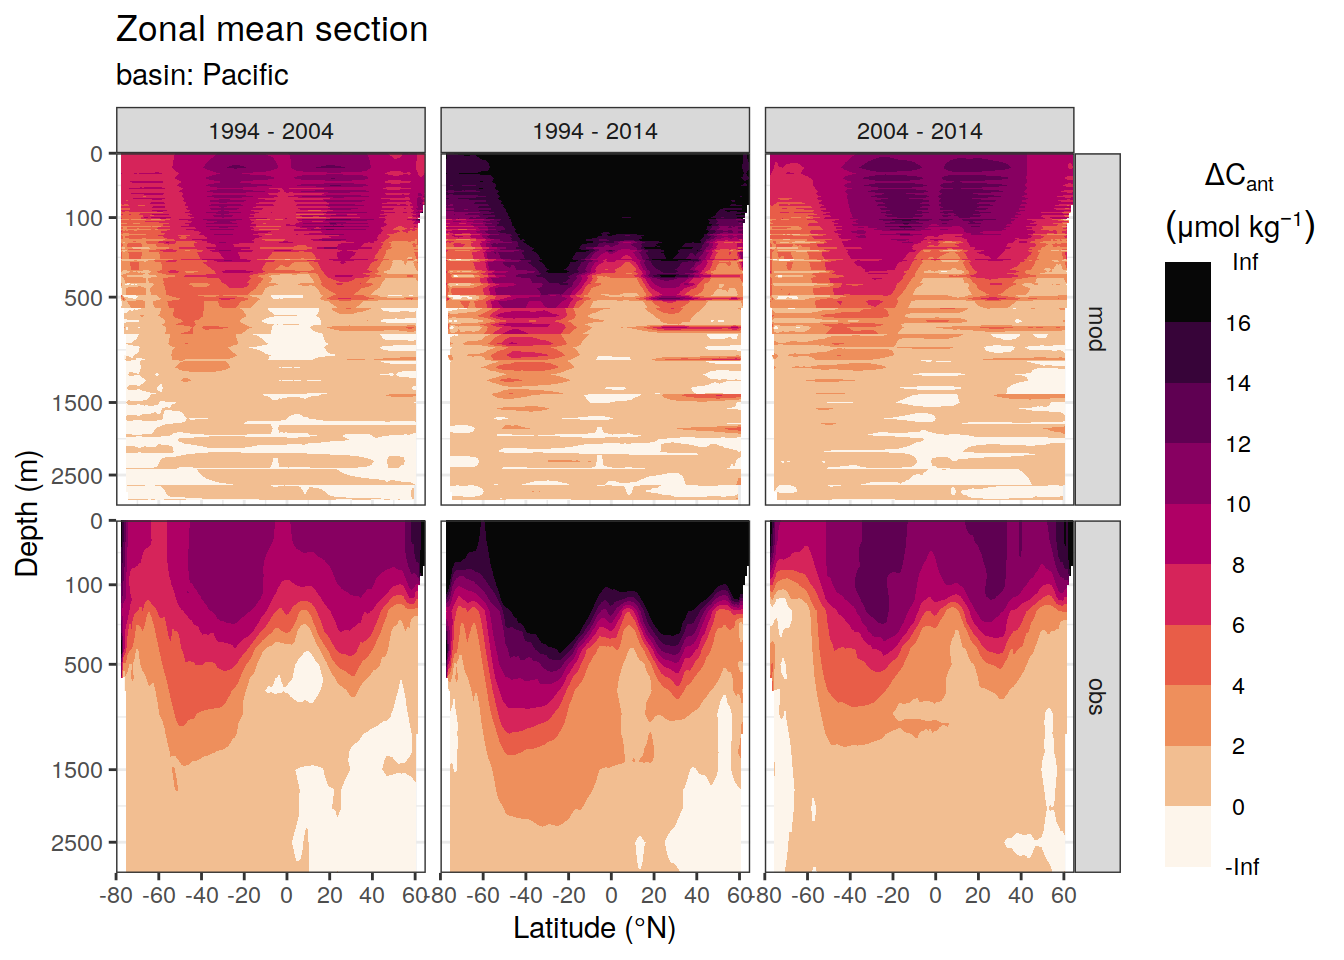 Zonal mean section
basin: Pacific
1994 - 2004
1994 - 2014
2004 - 2014
0
100
500
1500
2500
mod
0
100
500
1500
2500
obs
Depth (m)
-80 -60 -40 -20 0 20 40 60
-80 -60 -40 -20 0 20 40 60
-80 -60 -40 -20 0 20 40 60
Latitude (°N)
ΔCant
(μmol kg⁻¹)
Inf
16
14
12
10
8
6
4
2
0
-Inf